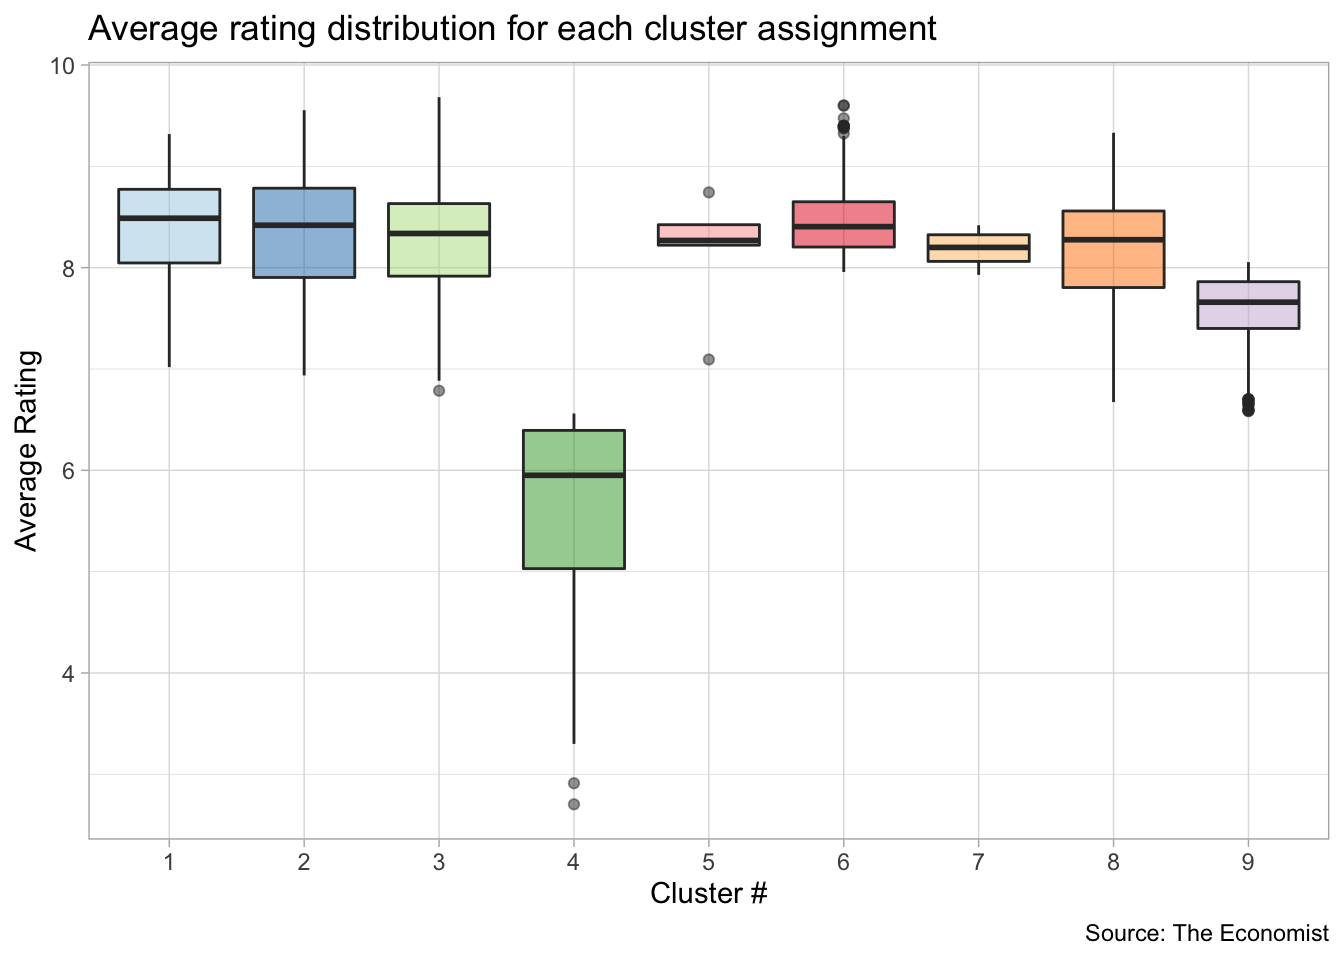 Average rating distribution for each cluster assignment
10
8
6
4
Average Rating
1 2 3 4 5 6 7 8 9
Cluster #
Source: The Economist